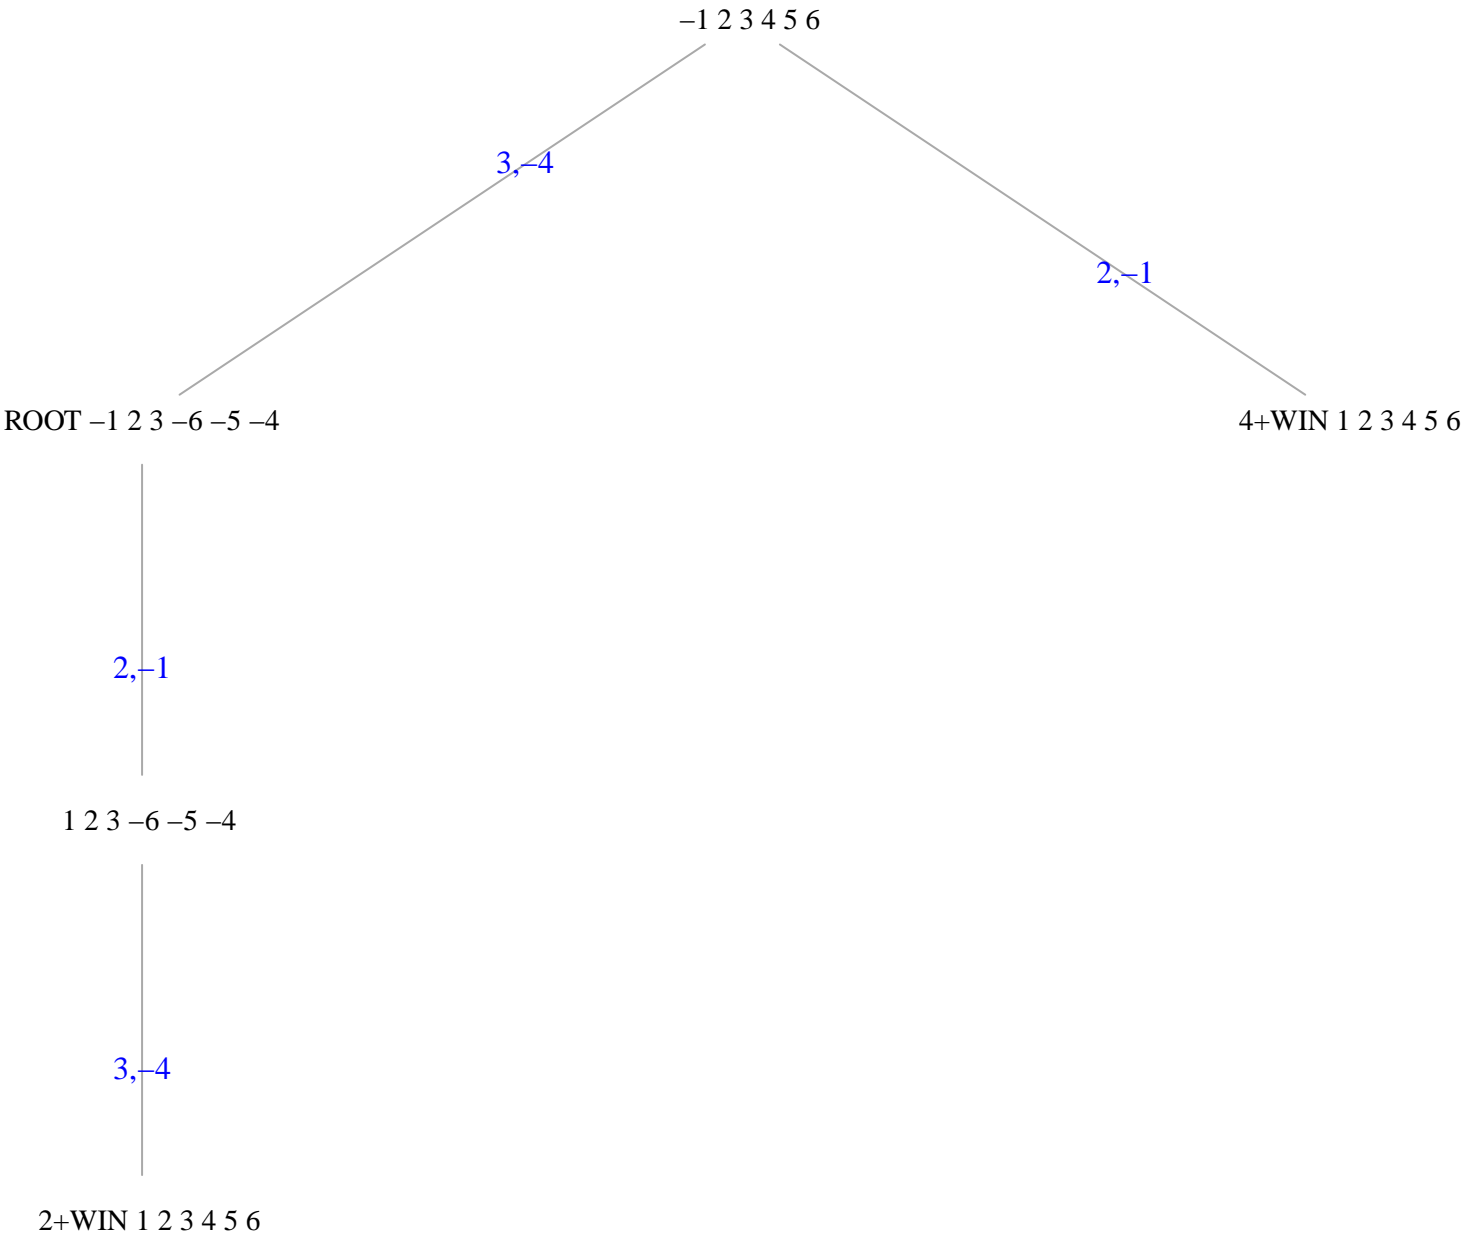 –1 2 3 4 5 6
3,–4
2,–1
ROOT –1 2 3 –6 –5 –4
4+WIN 1 2 3 4 5 6
2,–1
1 2 3 –6 –5 –4
3,–4
2+WIN 1 2 3 4 5 6